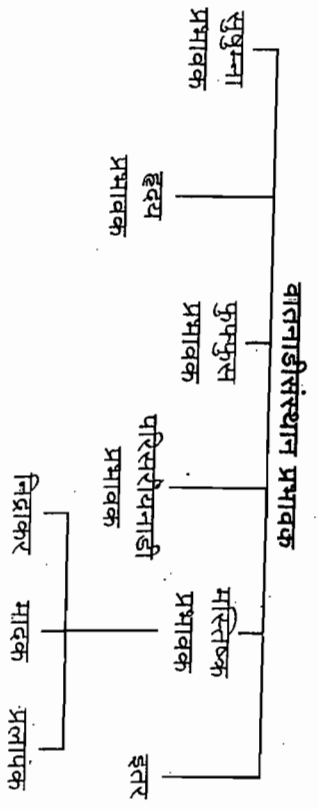 वातनाडीसंस्थान प्रभावक
सुषुम्ना
प्रभावक
हृदय
प्रभावक
फुफ्फुस
प्रभावक
परिसरीयनाडी
प्रभावक
मस्तिष्क
प्रभावक
इतर
निद्राकर
मादक
प्रलापक